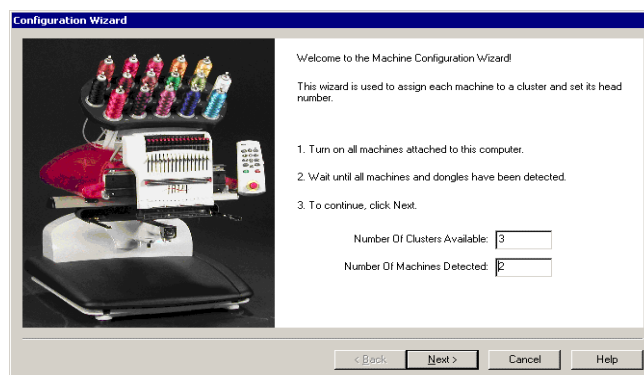 Configuration Wizard
Welcome to the Machine Configuration Wizard!
This wizard is used to assign each machine to a cluster and set its head
number.
1. Turn on all machines attached to this computer.
2. Wait until all machines and dongles have been detected.
3. To continue, click Next.
Number Of Clusters Available: 3
Number Of Machines Detected: 2
< Back Next > Cancel Help